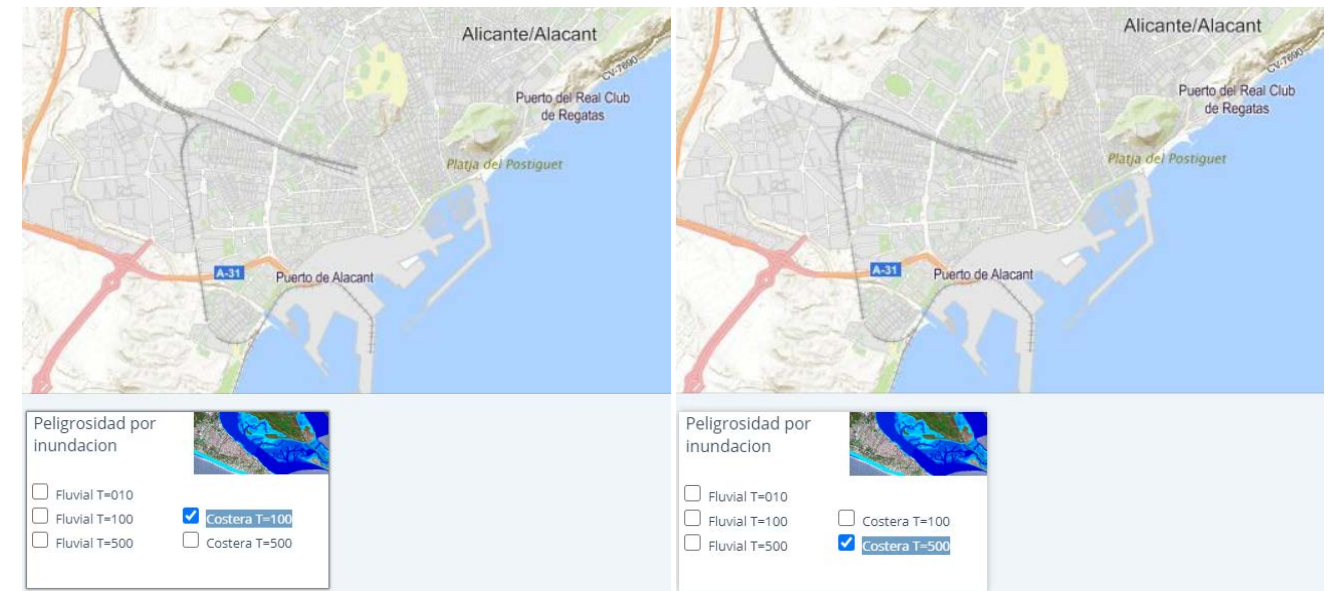 Alicante/Alacant
CV-7690
Puerto del Real Club
de Regatas
Platja del Postiguet
A-31
Puerto de Alacant
Peligrosidad por
inundacion
Fluvial T=010
Fluvial T=100
Costera T=100
Fluvial T=500
Costera T=500
Alicante/Alacant
CV-7690
Puerto del Real Club
de Regatas
Platja del Postiguet
A-31
Puerto de Alacant
Peligrosidad por
inundacion
Fluvial T=010
Fluvial T=100
Costera T=100
Fluvial T=500
Costera T=500